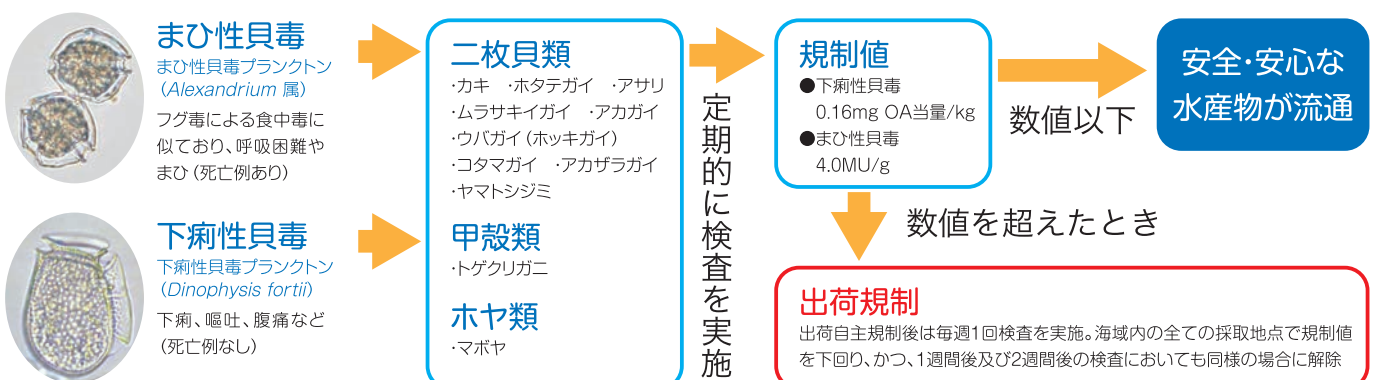 まひ性貝毒
まひ性貝毒プランクトン
（Alexandrium 属）
フグ毒による食中毒に
似ており、呼吸困難や
まひ（死亡例あり）
下痢性貝毒
下痢性貝毒プランクトン
（Dinophysis fortii）
下痢、嘔吐、腹痛など
（死亡例なし）
二枚貝類
・カキ ・ホタテガイ ・アサリ
・ムラサキイガイ ・アカガイ
・ウバガイ（ホッキガイ）
・コタマガイ ・アカザラガイ
・ヤマトシジミ
甲殻類
・トゲクリガニ
ホヤ類
・マボヤ
定期的に検査を実施
規制値
●下痢性貝毒
0.16mg OA当量/kg
●まひ性貝毒
4.0MU/g
数値以下
安全・安心な
水産物が流通
数値を超えたとき
出荷規制
出荷自主規制後は毎週1回検査を実施。海域内の全ての採取地点で規制値
を下回り、かつ、1週間後及び2週間後の検査においても同様の場合に解除